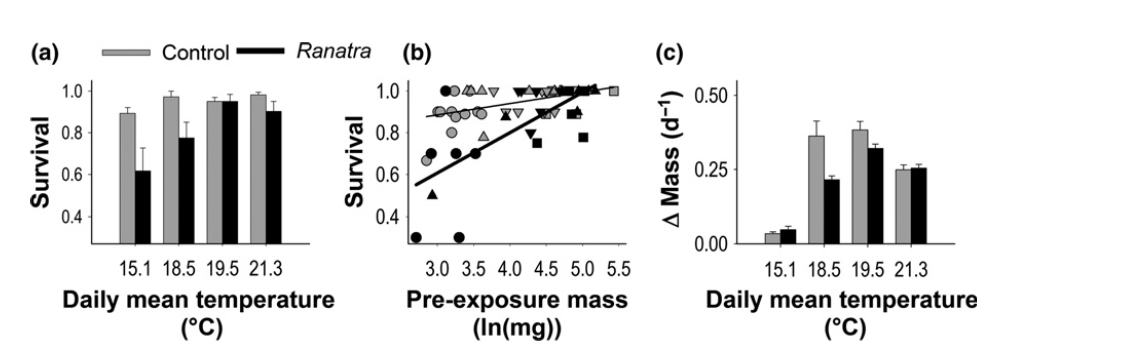 (a) Control Ranatra (b) (c)
1.0
0.8
0.6
0.4
Survival
15.1 18.5 19.5 21.3
Daily mean temperature
(°C)
1.0
0.8
0.6
0.4
Survival
3.0 3.5 4.0 4.5 5.0 5.5
Pre-exposure mass
(ln(mg))
0.50
0.25
0.00
Δ Mass (d⁻¹)
15.1 18.5 19.5 21.3
Daily mean temperature
(°C)